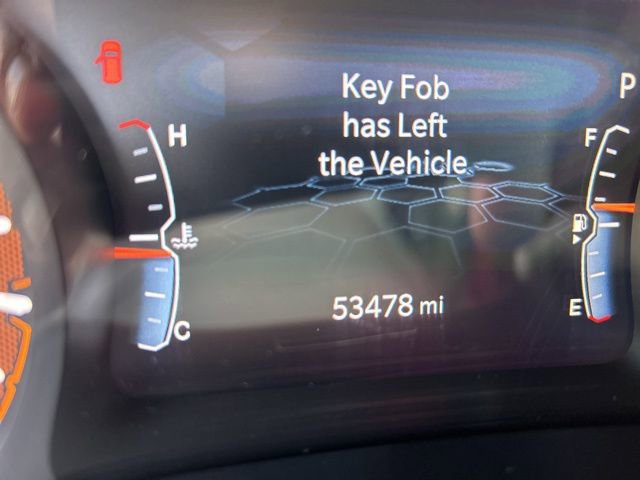 Key Fob
has Left
the Vehicle
P
H
F
C
E
53478 mi